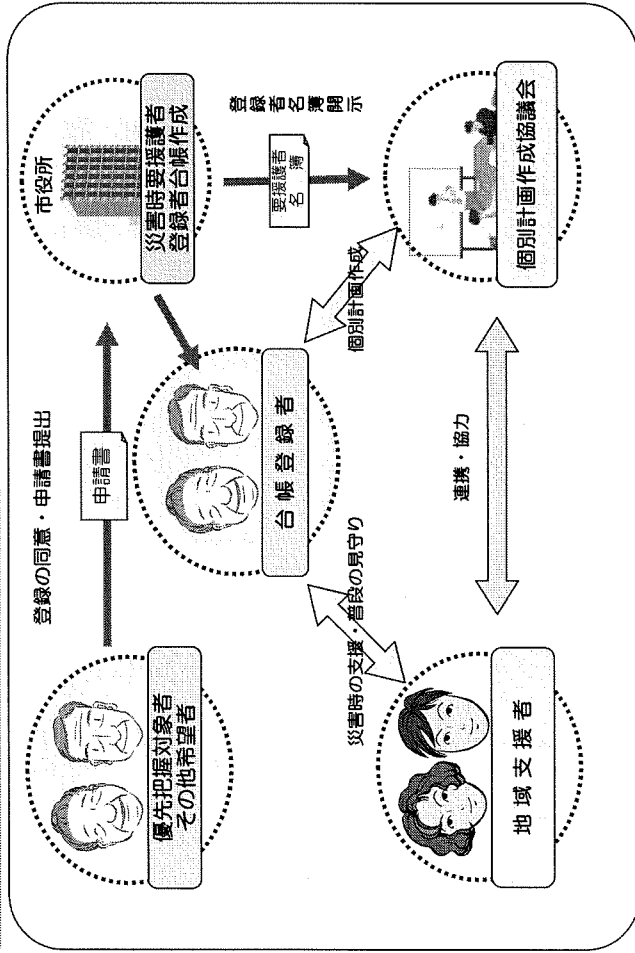 登録の同意・申請書提出
申請書
市役所
優先把握対象者
その他希望者
災害時要援護者
登録者台帳作成
台帳登録者
要援護者
名 簿
登録者名簿開示
災害時の支援・普段の見守り
個別計画作成
地域支援者
連携・協力
個別計画作成協議会